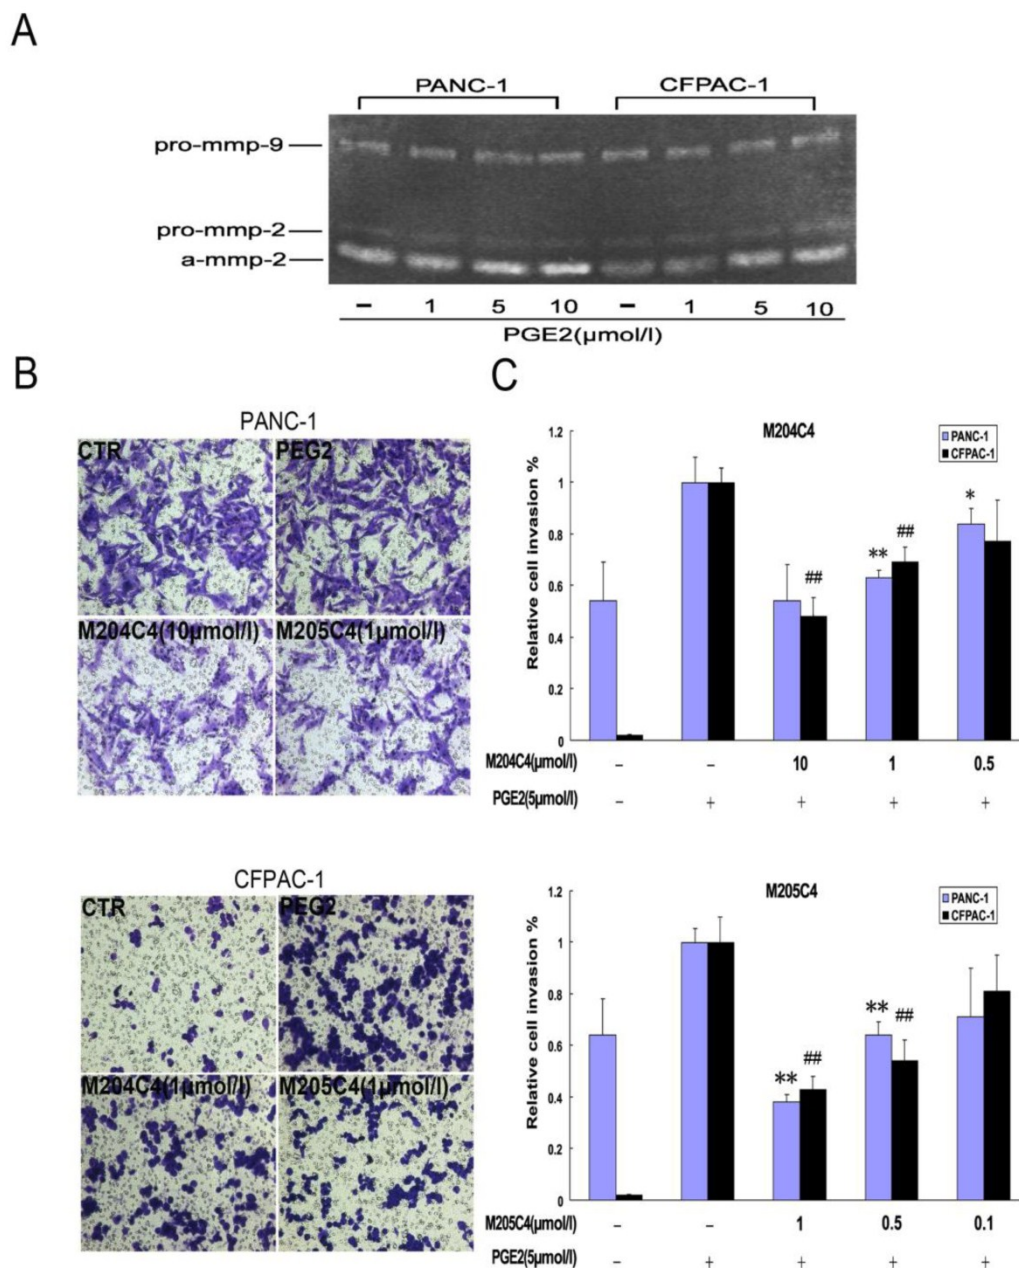 A
PANC-1 CFPAC-1
pro-mmp-9
pro-mmp-2
a-mmp-2
– 1 5 10 – 1 5 10
PGE2(µmol/l)
B
PANC-1
CTR PEG2
M204C4(10µmol/l) M205C4(1µmol/l)
CFPAC-1
CTR PEG2
M204C4(1µmol/l) M205C4(1µmol/l)
C
M204C4
PANC-1
CFPAC-1
Relative cell invasion %
1.2
1
0.8
0.6
0.4
0.2
0
** ## ## *
M204C4(µmol/l) – – 10 1 0.5
PGE2(5µmol/l) – + + + +
M205C4
PANC-1
CFPAC-1
Relative cell invasion %
1.2
1
0.8
0.6
0.4
0.2
0
** ## ** ##
M205C4(µmol/l) – – 1 0.5 0.1
PGE2(5µmol/l) – + + + +